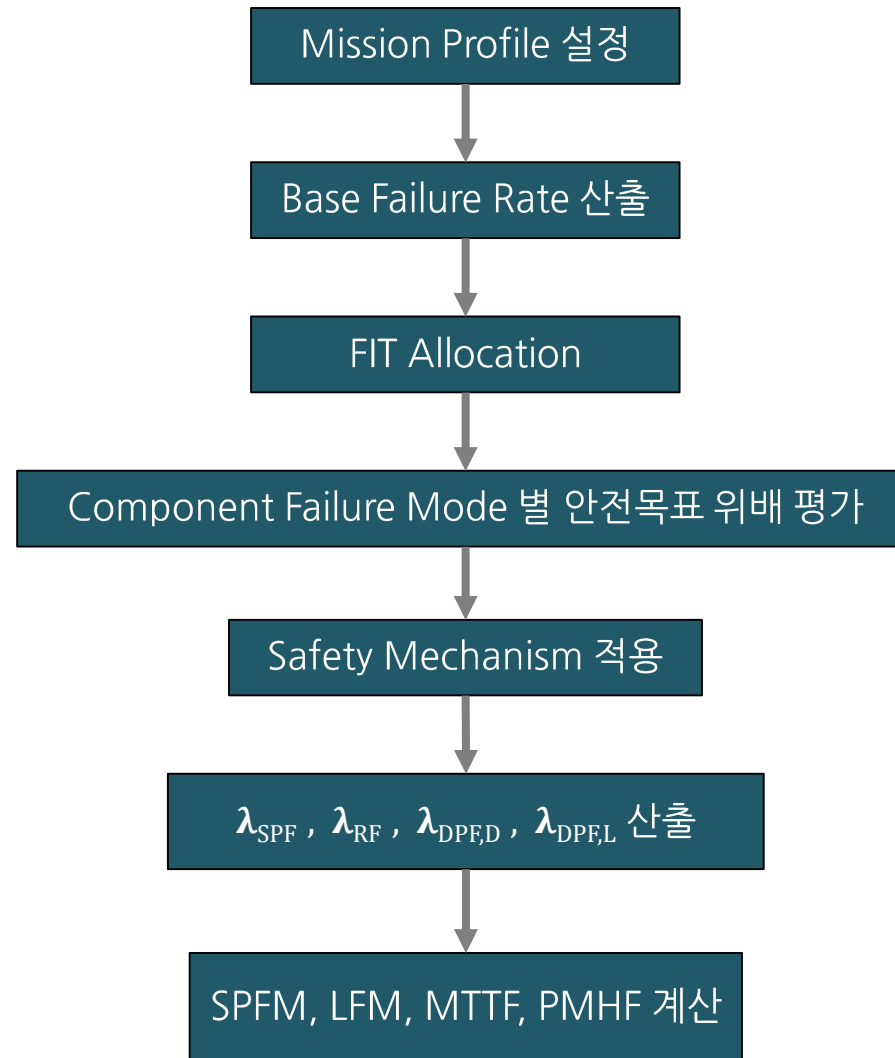 Mission Profile 설정
Base Failure Rate 산출
FIT Allocation
Component Failure Mode 별 안전목표 위배 평가
Safety Mechanism 적용
λSPF , λRF , λDPF,D , λDPF,L 산출
SPFM, LFM, MTTF, PMHF 계산